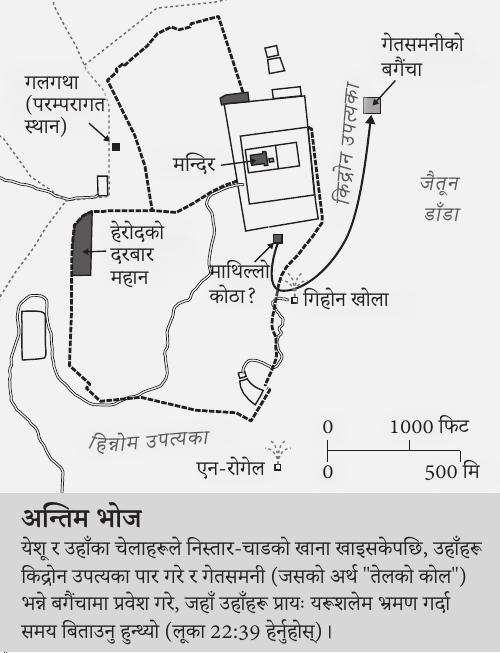 गेतसमनीको
बगैंचा
गलगथा
(परम्परागत
स्थान)
किद्रोन उपत्यका
मन्दिर
जैतून
डाँडा
हेरोदको
दरबार
महान
माथिल्लो
कोठा?
गिहोन खोला
हिन्नोम उपत्यका
एन-रोगेल
0 1000 फिट
0 500 मि
अन्तिम भोज
येशू र उहाँका चेलाहरूले निस्तार-चाडको खाना खाइसकेपछि, उहाँहरू
किद्रोन उपत्यका पार गरे र गेतसमनी (जसको अर्थ "तेलको कोल")
भन्ने बगैंचामा प्रवेश गरे, जहाँ उहाँहरू प्रायः यरूशलेम भ्रमण गर्दा
समय बिताउनु हुन्थ्यो (लूका 22:39 हेर्नुहोस्) ।